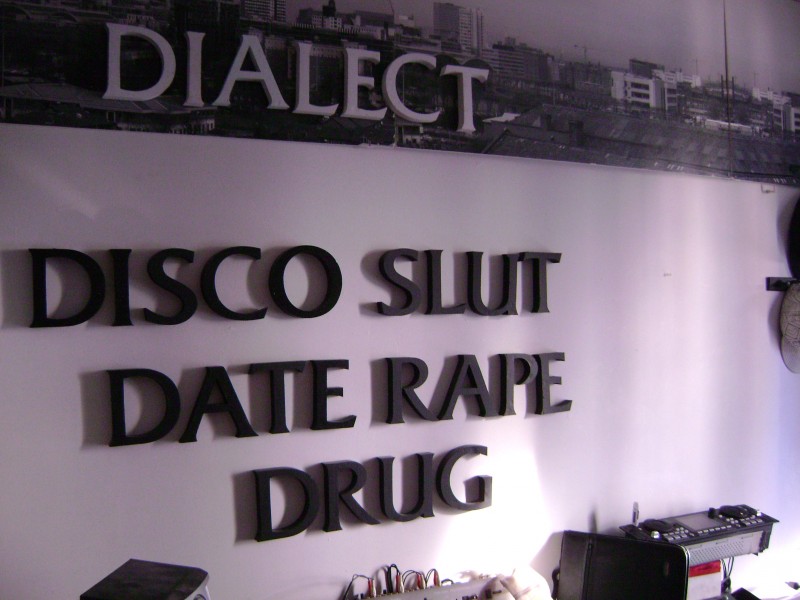 DIALECT
DISCO SLUT
DATE RAPE
DRUG